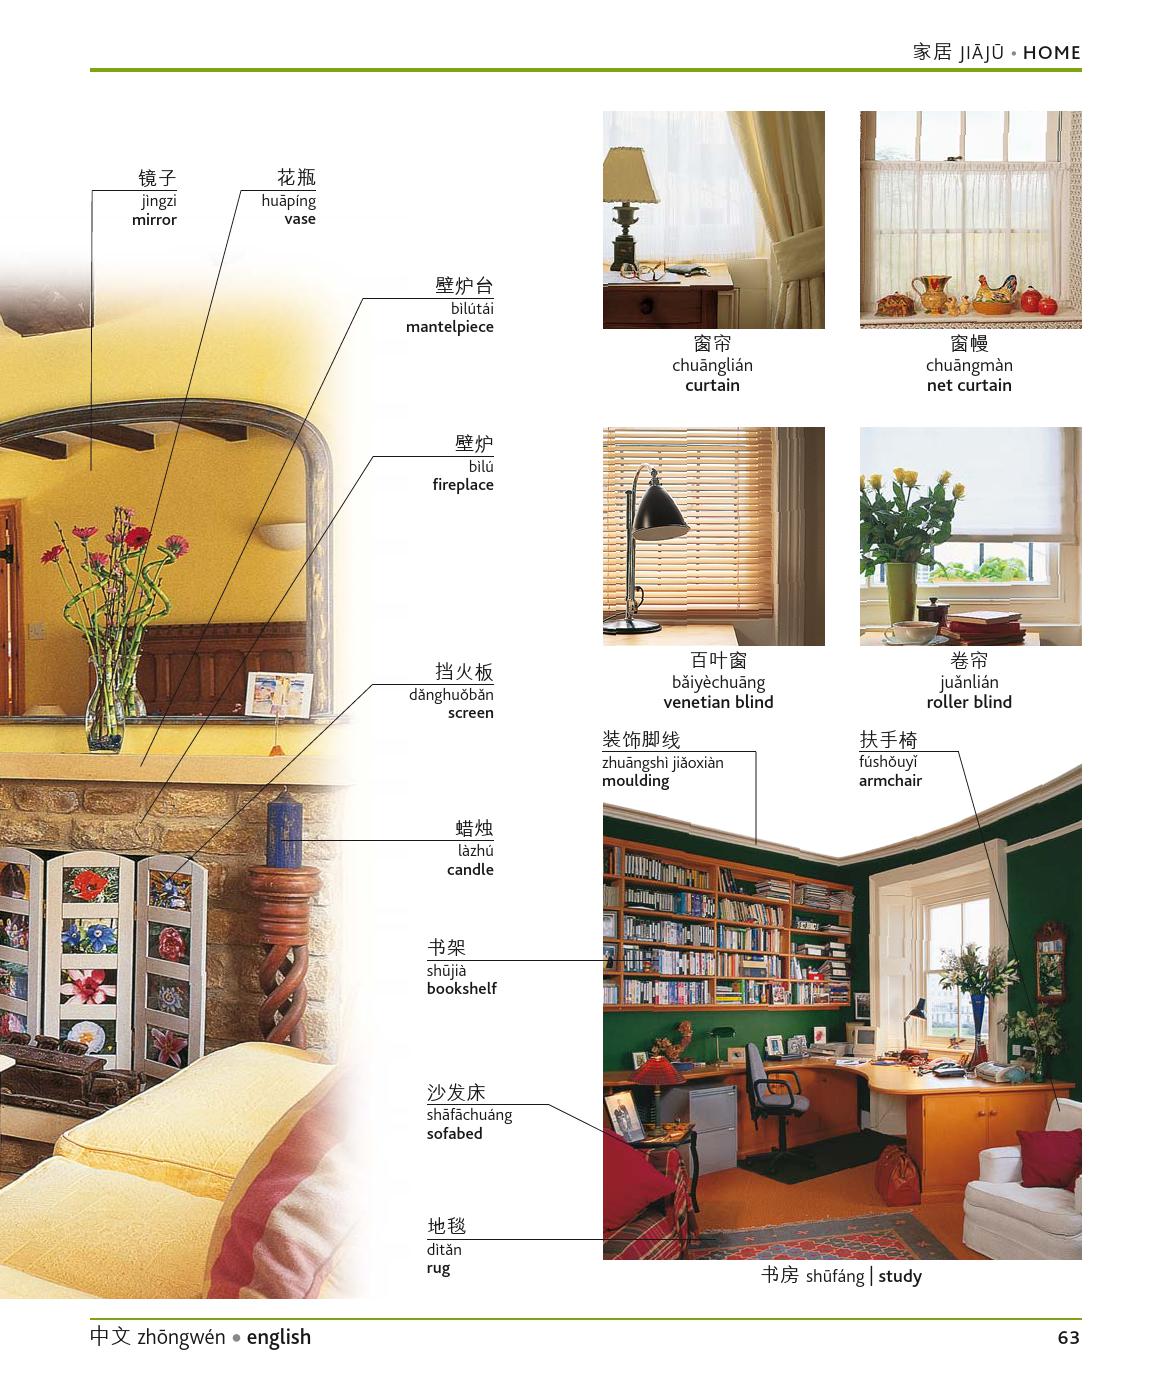 家居 JIĀJŪ • HOME
镜子
jìngzi
mirror
花瓶
huāpíng
vase
壁炉台
bìlútái
mantelpiece
壁炉
bìlú
fireplace
挡火板
dǎnghuǒbǎn
screen
蜡烛
làzhú
candle
书架
shūjià
bookshelf
沙发床
shāfāchuáng
sofabed
地毯
dìtǎn
rug
窗帘
chuānglián
curtain
窗幔
chuāngmàn
net curtain
百叶窗
bǎiyèchuāng
venetian blind
卷帘
juǎnlián
roller blind
装饰脚线
zhuāngshì jiǎoxiàn
moulding
扶手椅
fúshǒuyǐ
armchair
书房 shūfáng | study
中文 zhōngwén • english
63